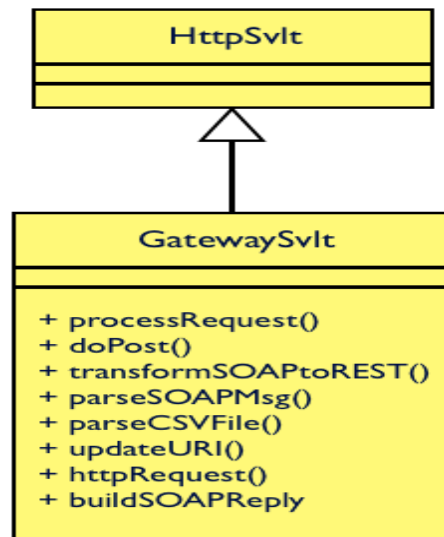 HttpSvlt
GatewaySvlt
+ processRequest()
+ doPost()
+ transformSOAPtoREST()
+ parseSOAPMsg()
+ parseCSVFile()
+ updateURI()
+ httpRequest()
+ buildSOAPReply